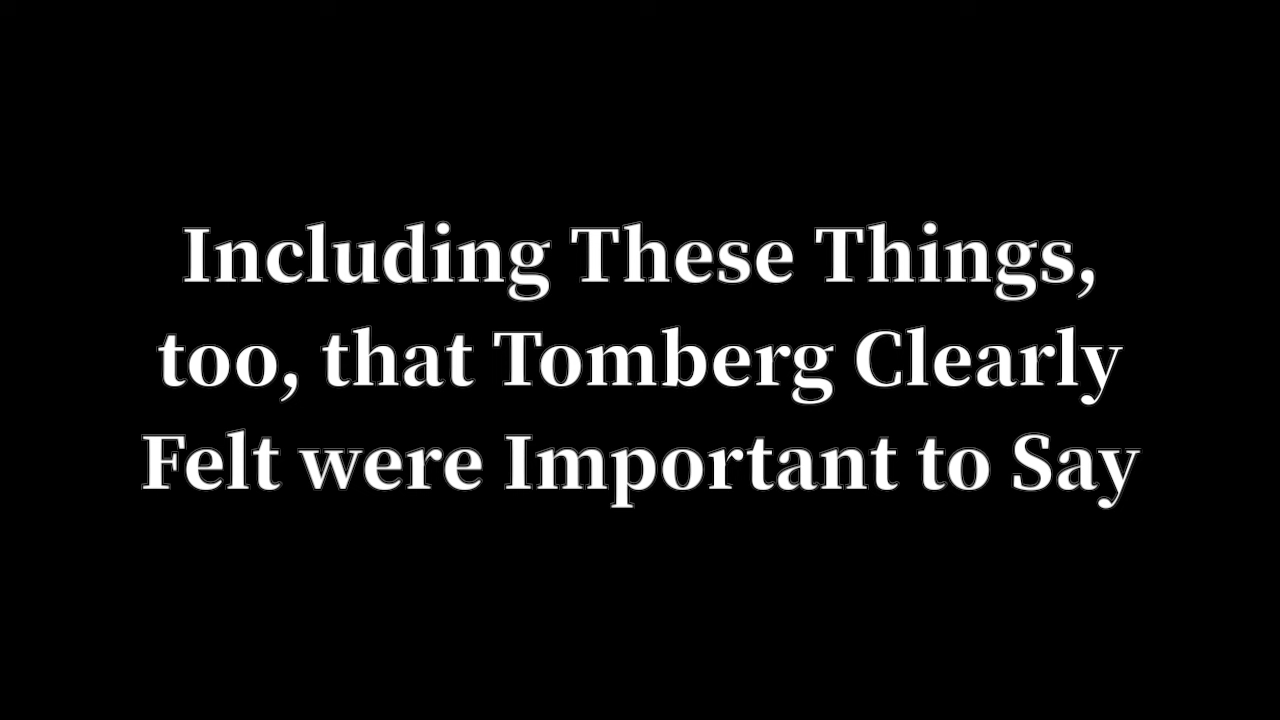 Including These Things,
too, that Tomberg Clearly
Felt were Important to Say